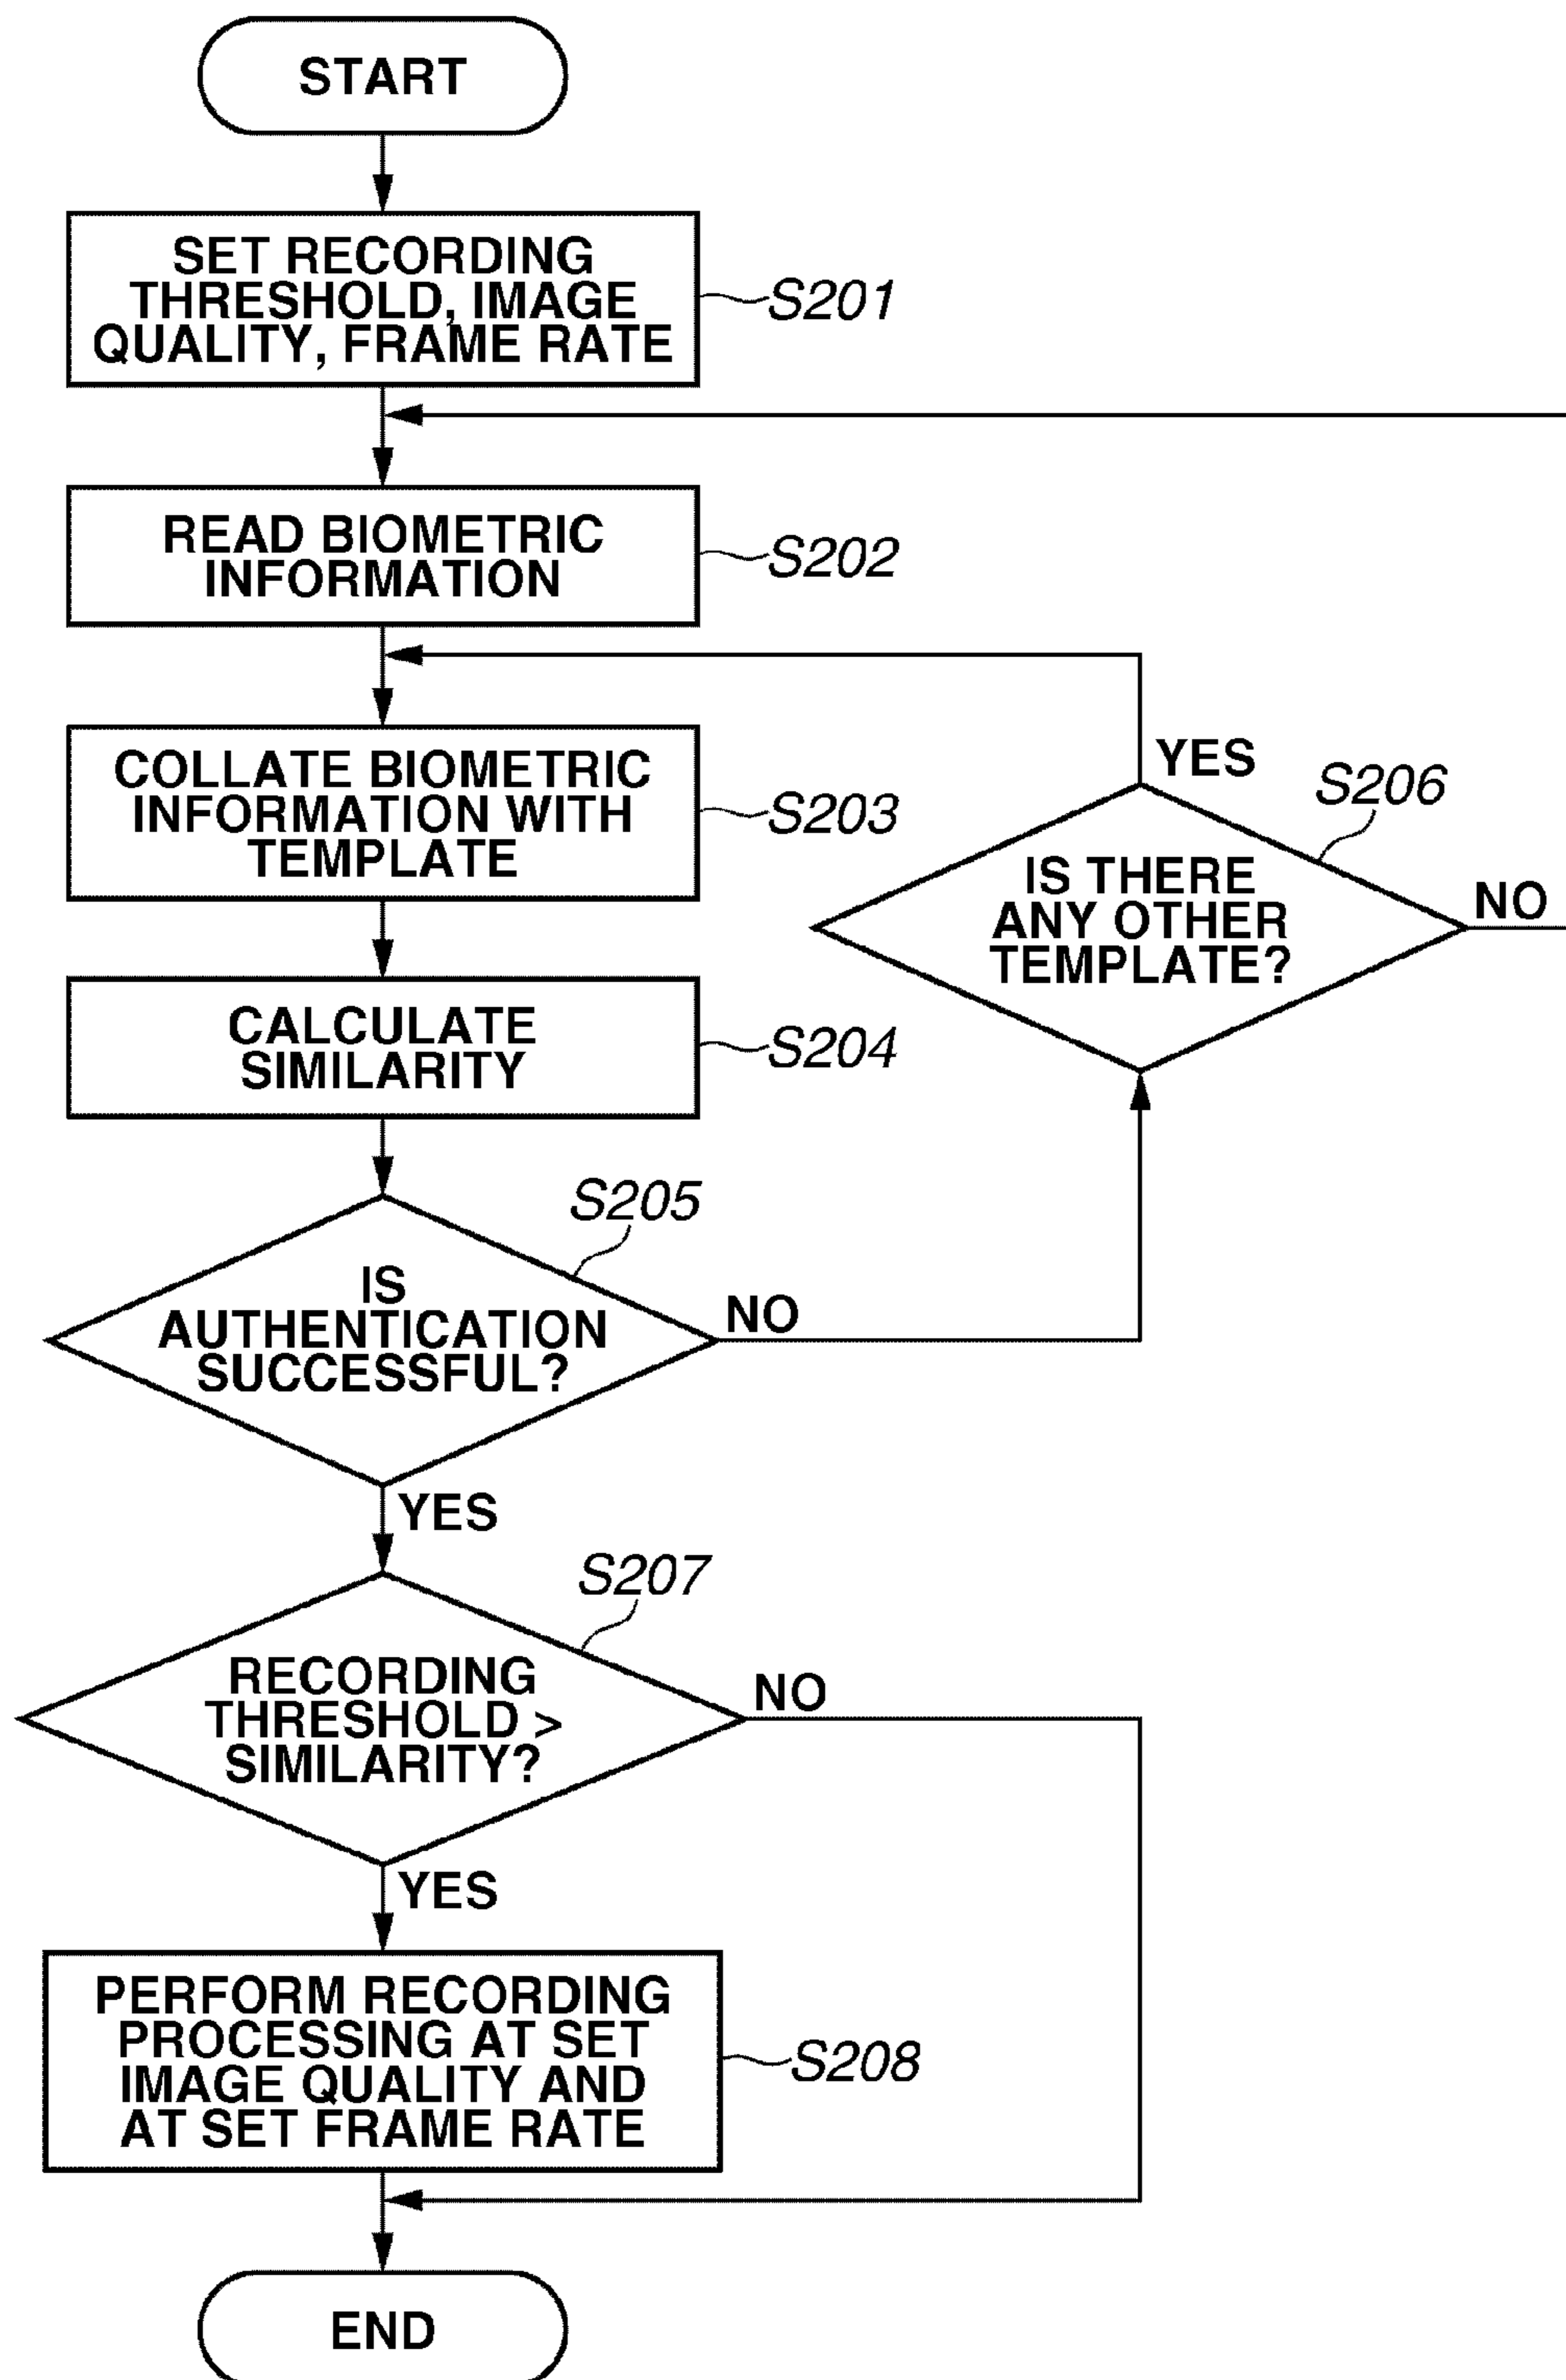 START
SET RECORDING
THRESHOLD, IMAGE
QUALITY, FRAME RATE
S201
READ BIOMETRIC
INFORMATION
S202
COLLATE BIOMETRIC
INFORMATION WITH
TEMPLATE
S203
YES
S206
IS THERE
ANY OTHER
TEMPLATE?
NO
CALCULATE
SIMILARITY
S204
S205
IS
AUTHENTICATION
SUCCESSFUL?
NO
YES
S207
RECORDING
THRESHOLD >
SIMILARITY?
NO
YES
PERFORM RECORDING
PROCESSING AT SET
IMAGE QUALITY AND
AT SET FRAME RATE
S208
END